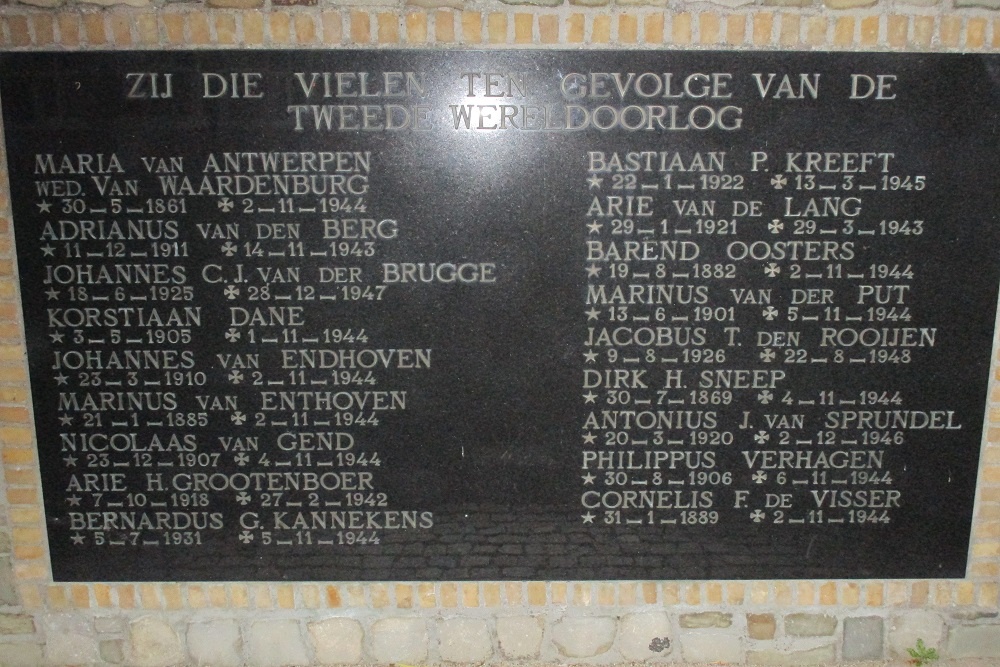 ZIJ DIE VIELEN TEN GEVOLGE VAN DE
TWEEDE WERELDOORLOG
MARIA VAN ANTWERPEN
WED. VAN WAARDENBURG
★ 30-5-1861 ✠ 2-11-1944
ADRIANUS VAN DEN BERG
★ 11-12-1911 ✠ 14-11-1943
JOHANNES C.J. VAN DER BRUGGE
★ 18-6-1925 ✠ 28-12-1947
KORSTIAAN DANE
★ 3-5-1905 ✠ 1-11-1944
JOHANNES VAN ENDHOVEN
★ 23-3-1910 ✠ 2-11-1944
MARINUS VAN ENTHOVEN
★ 21-1-1885 ✠ 2-11-1944
NICOLAAS VAN GEND
★ 23-12-1907 ✠ 4-11-1944
ARIE H. GROOTENBOER
★ 7-10-1918 ✠ 27-2-1942
BERNARDUS G. KANNEKENS
★ 5-7-1931 ✠ 5-11-1944
BASTIAAN P. KREEFT
★ 22-1-1922 ✠ 13-3-1945
ARIE VAN DE LANG
★ 29-1-1921 ✠ 29-3-1943
BAREND OOSTERS
★ 19-8-1882 ✠ 2-11-1944
MARINUS VAN DER PUT
★ 13-6-1901 ✠ 5-11-1944
JACOBUS T. DEN ROOIJEN
★ 9-8-1926 ✠ 22-8-1948
DIRK H. SNEEP
★ 30-7-1869 ✠ 4-11-1944
ANTONIUS J. VAN SPRUNDEL
★ 20-3-1920 ✠ 2-12-1946
PHILIPPUS VERHAGEN
★ 30-8-1906 ✠ 6-11-1944
CORNELIS F. DE VISSER
★ 31-1-1889 ✠ 2-11-1944